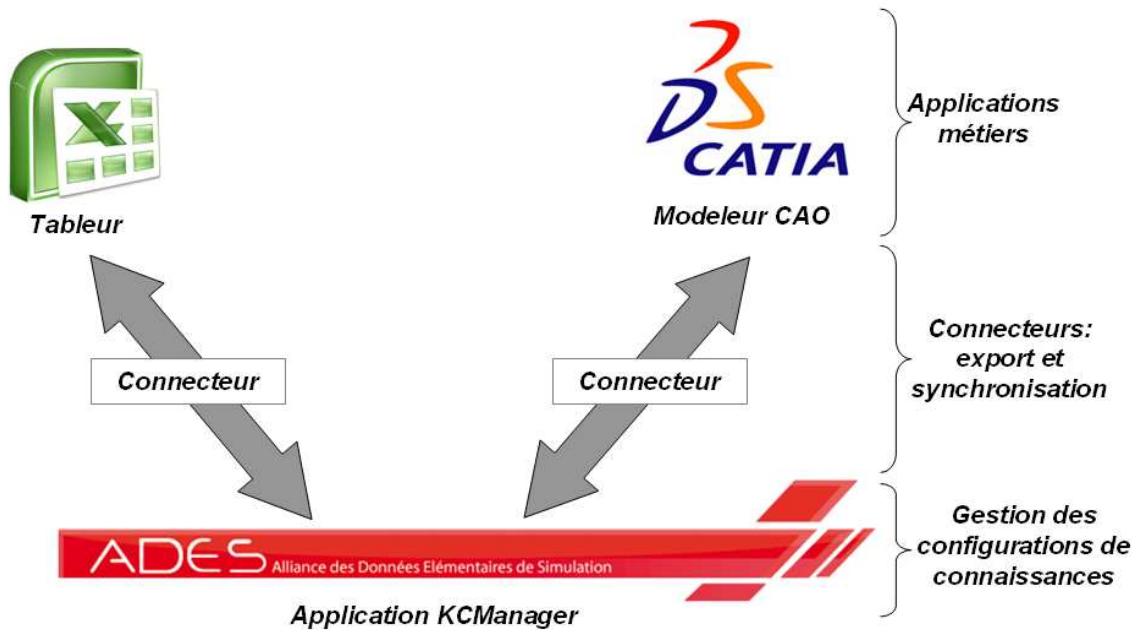 Tableur
CATIA
Modeleur CAO
Applications
métiers
Connecteur
Connecteur
Connecteurs:
export et
synchronisation
ADES Alliance des Données Elémentaires de Simulation
Application KCManager
Gestion des
configurations de
connaissances